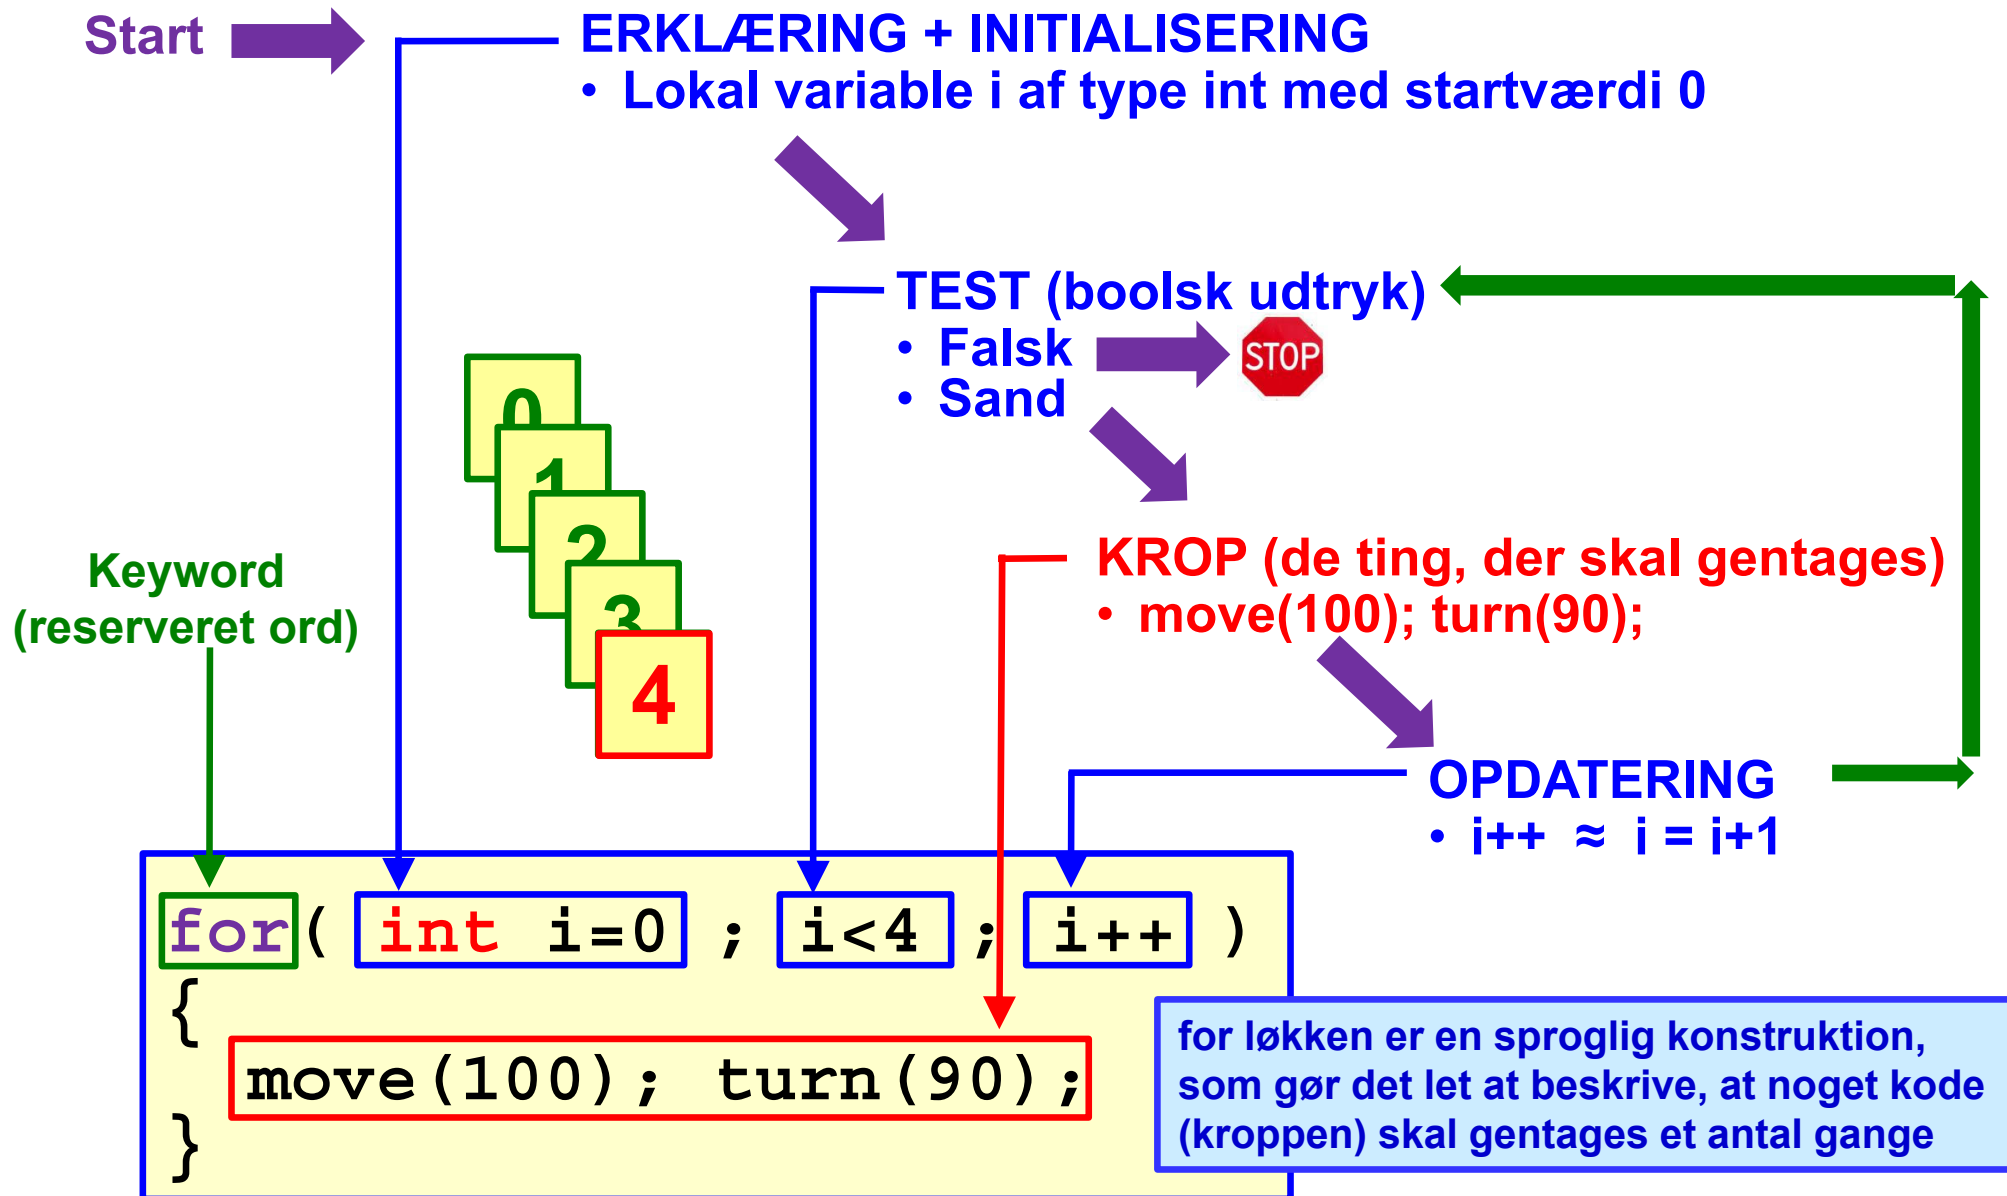 Start
ERKLÆRING + INITIALISERING
• Lokal variable i af type int med startværdi 0
TEST (boolsk udtryk)
• Falsk
STOP
• Sand
0
1
2
3
4
Keyword
(reserveret ord)
KROP (de ting, der skal gentages)
• move(100); turn(90);
OPDATERING
• i++ ≈ i = i+1
for( int i=0 ; i<4 ; i++ )
{
move(100); turn(90);
}
for løkken er en sproglig konstruktion,
som gør det let at beskrive, at noget kode
(kroppen) skal gentages et antal gange